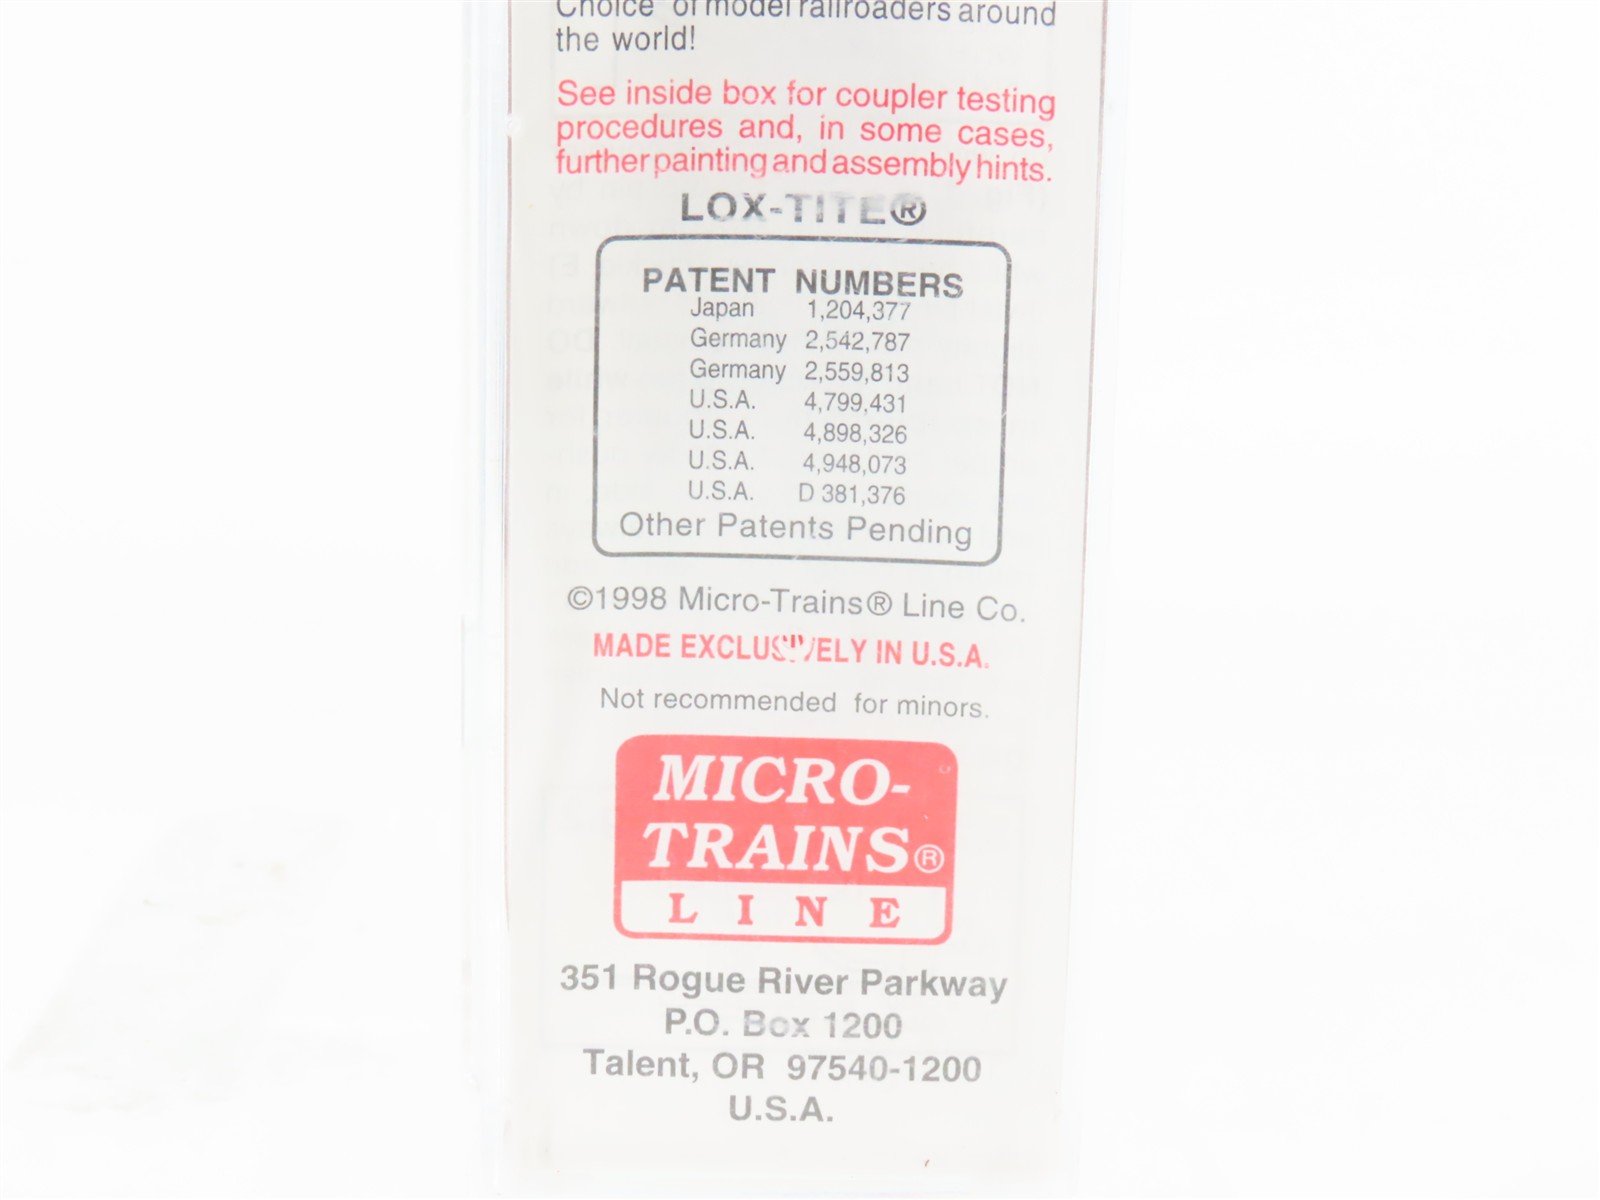 Choice of model railroaders around
the world!
See inside box for coupler testing
procedures and, in some cases,
further painting and assembly hints.
LOX-TITE®
PATENT NUMBERS
Japan 1,204,377
Germany 2,542,787
Germany 2,559,813
U.S.A. 4,799,431
U.S.A. 4,898,326
U.S.A. 4,948,073
U.S.A. D 381,376
Other Patents Pending
©1998 Micro-Trains® Line Co.
MADE EXCLUSIVELY IN U.S.A.
Not recommended for minors.
MICRO-
TRAINS®
LINE
351 Rogue River Parkway
P.O. Box 1200
Talent, OR 97540-1200
U.S.A.